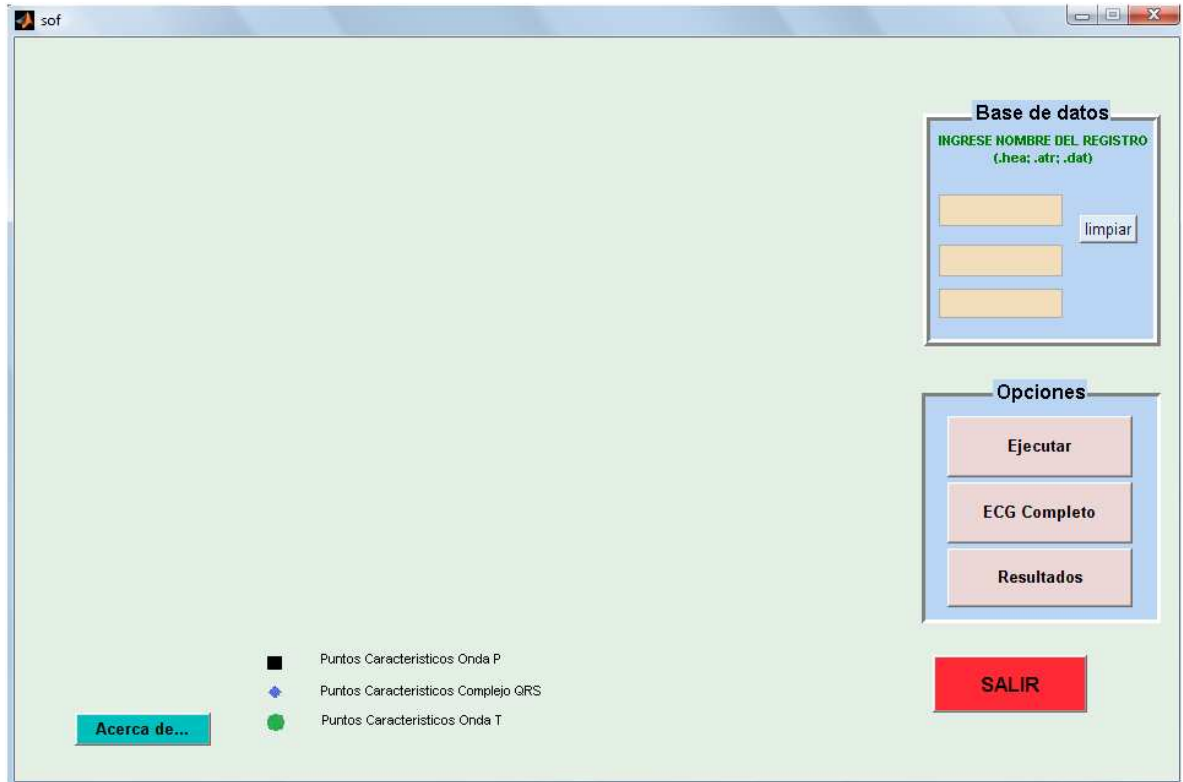 sof
Base de datos
INGRESE NOMBRE DEL REGISTRO
(.hea; .atr; .dat)
limpiar
Opciones
Ejecutar
ECG Completo
Resultados
Puntos Caracteristicos Onda P
Puntos Caracteristicos Complejo QRS
Puntos Caracteristicos Onda T
SALIR
Acerca de...